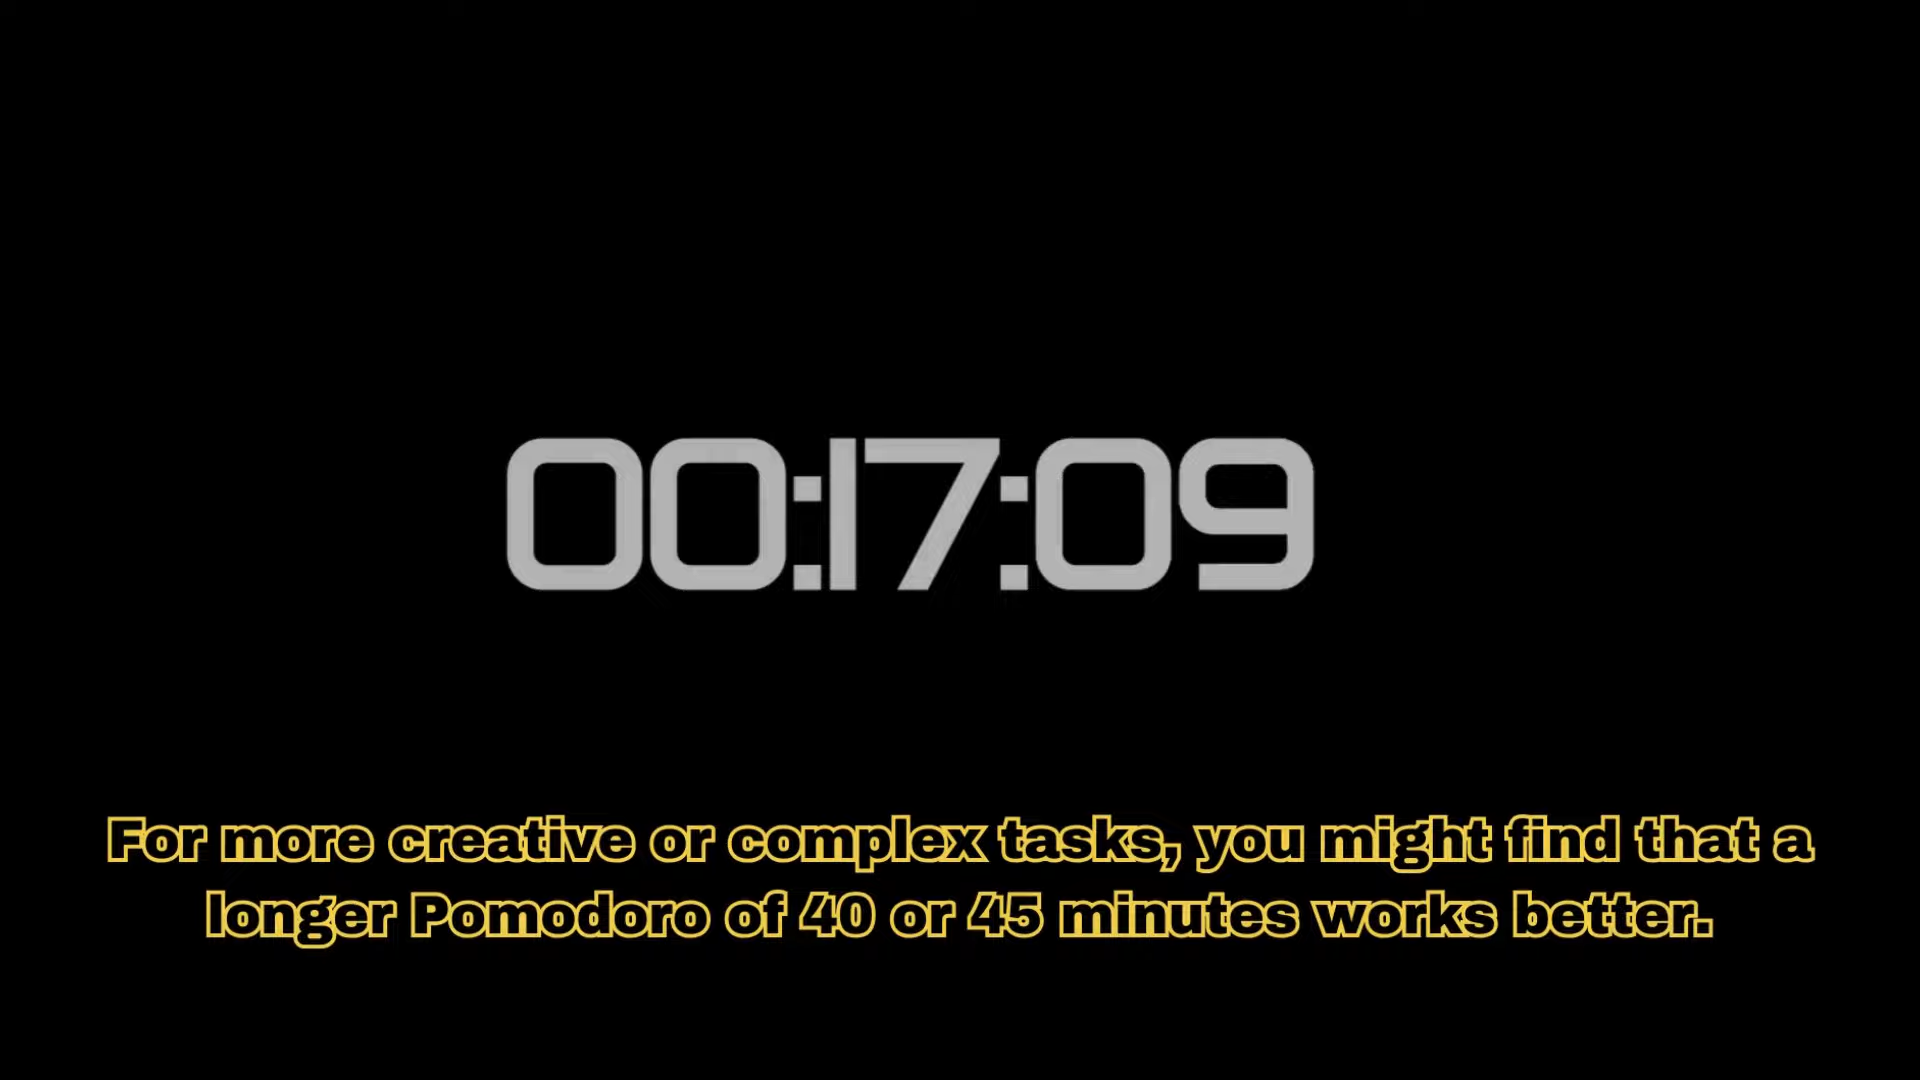 00:17:09
For more creative or complex tasks, you might find that a
longer Pomodoro of 40 or 45 minutes works better.